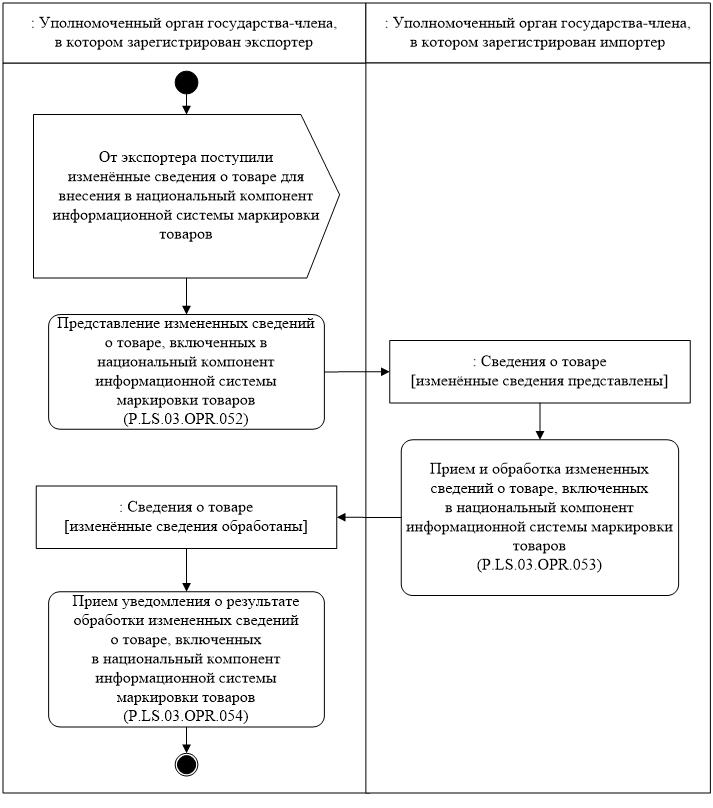 : Уполномоченный орган государства-члена,
в котором зарегистрирован экспортер
: Уполномоченный орган государства-члена,
в котором зарегистрирован импортер
От экспортера поступили
изменённые сведения о товаре для
внесения в национальный компонент
информационной системы маркировки
товаров
Представление измененных сведений
о товаре, включенных в
национальный компонент
информационной системы
маркировки товаров
(P.LS.03.OPR.052)
: Сведения о товаре
[изменённые сведения представлены]
Прием и обработка измененных
сведений о товаре, включенных
в национальный компонент
информационной системы маркировки
товаров
(P.LS.03.OPR.053)
: Сведения о товаре
[изменённые сведения обработаны]
Прием уведомления о результате
обработки измененных сведений
о товаре, включенных
в национальный компонент
информационной системы
маркировки товаров
(P.LS.03.OPR.054)